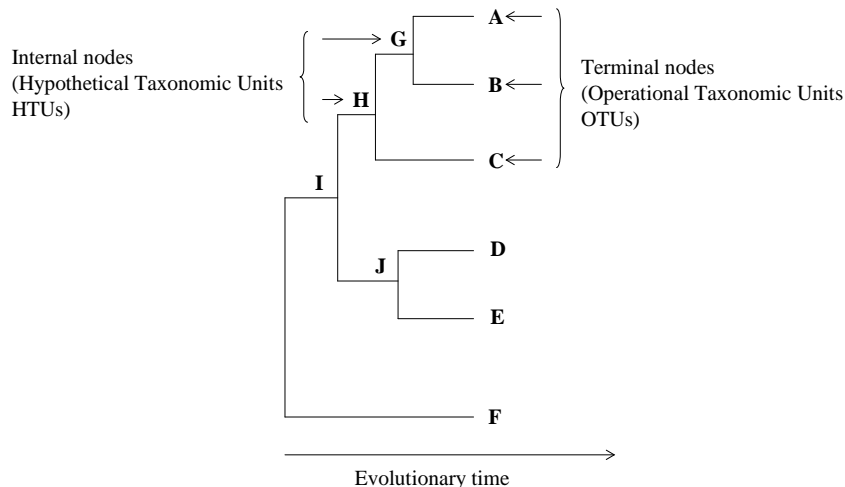 A
G
Internal nodes
(Hypothetical Taxonomic Units
HTUs)
Terminal nodes
(Operational Taxonomic Units
OTUs)
B
H
C
I
D
J
E
F
Evolutionary time